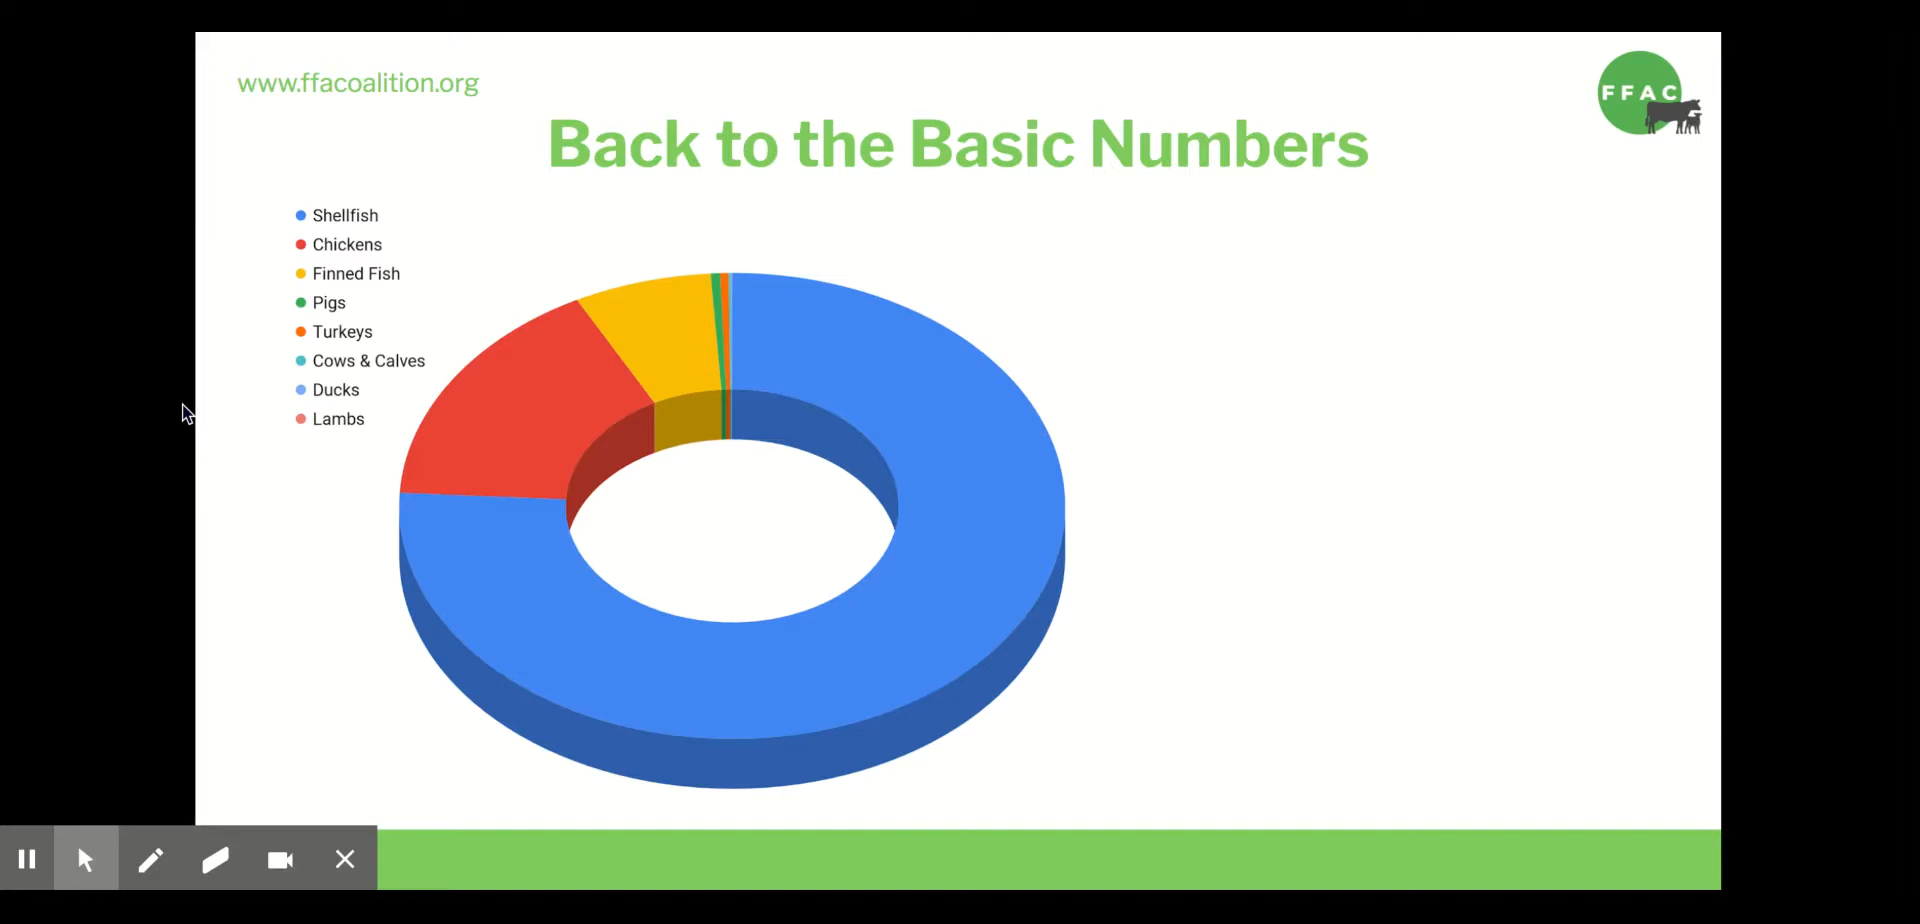 www.ffacoalition.org
FFAC
Back to the Basic Numbers
Shellfish
Chickens
Finned Fish
Pigs
Turkeys
Cows & Calves
Ducks
Lambs